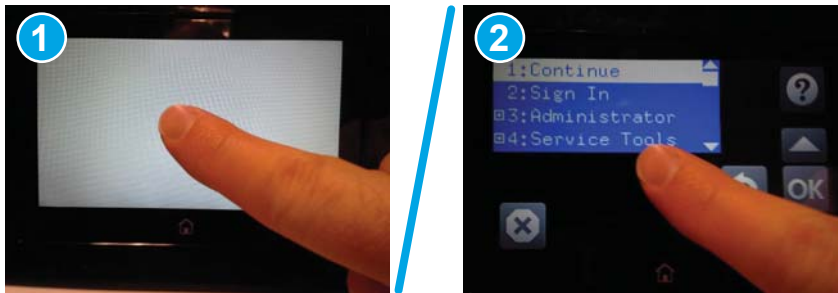 1
2
1:Continue
2:Sign In
3:Administrator
4:Service Tools
?
OK